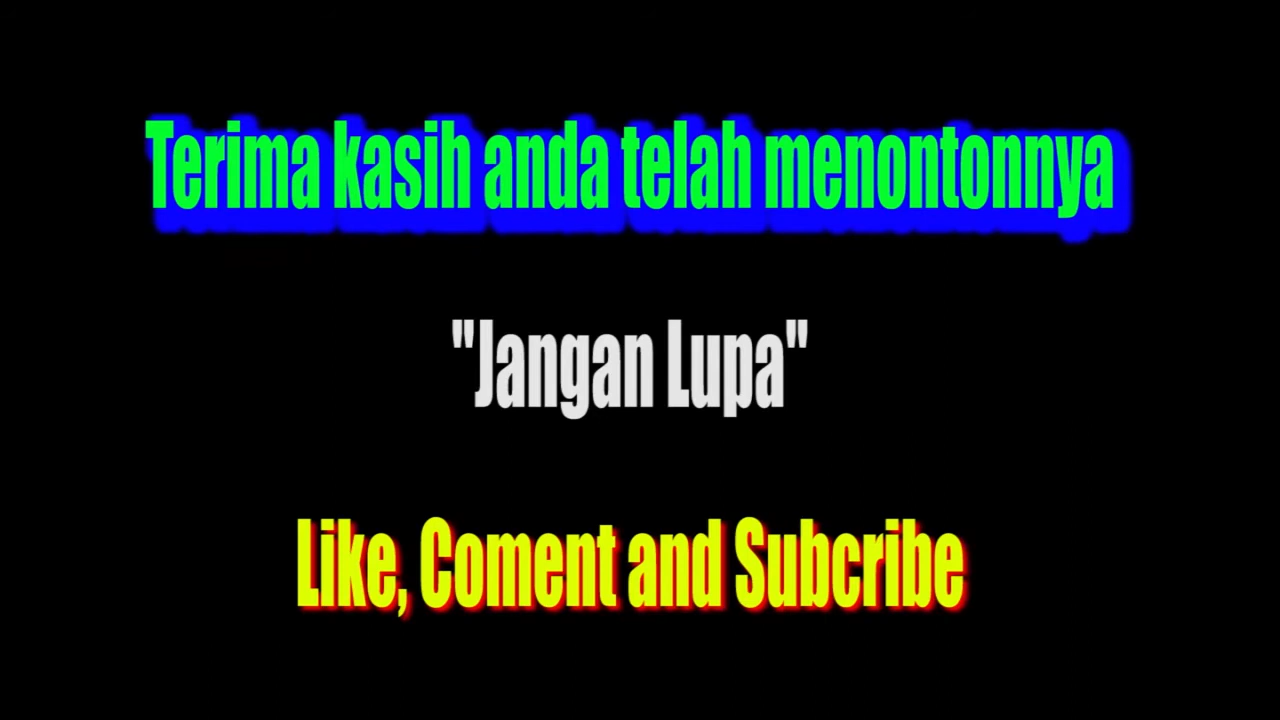 Terima kasih anda telah menontonnya
"Jangan Lupa"
Like, Coment and Subcribe